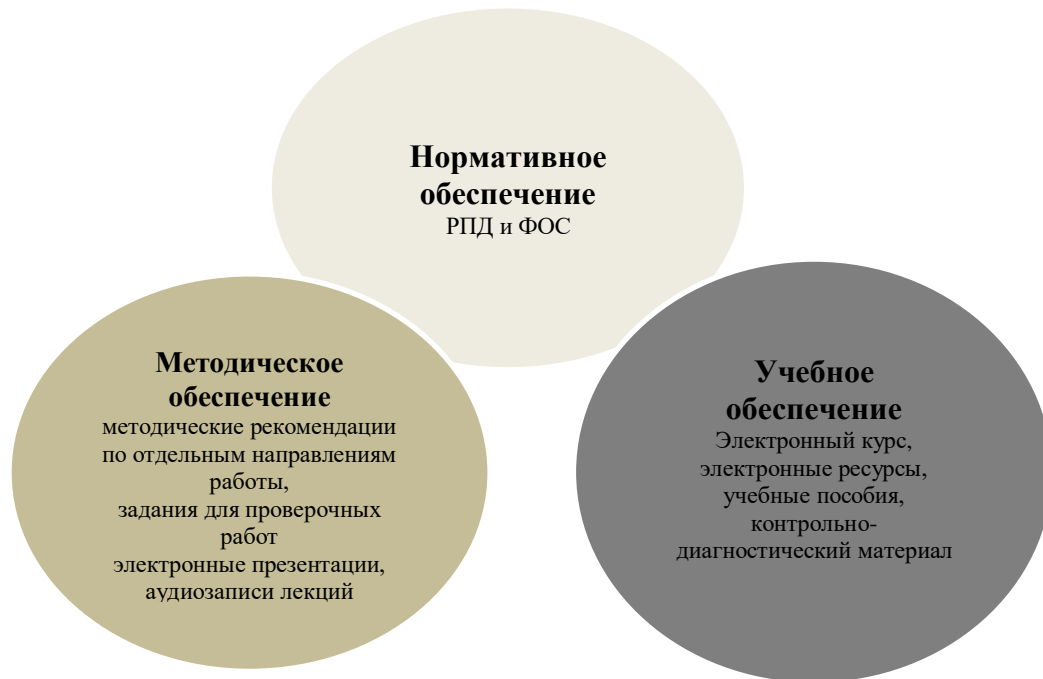 Нормативное
обеспечение
РПД и ФОС
Методическое
обеспечение
методические рекомендации
по отдельным направлениям
работы,
задания для проверочных
работ
электронные презентации,
аудиозаписи лекций
Учебное
обеспечение
Электронный курс,
электронные ресурсы,
учебные пособия,
контрольно-
диагностический материал